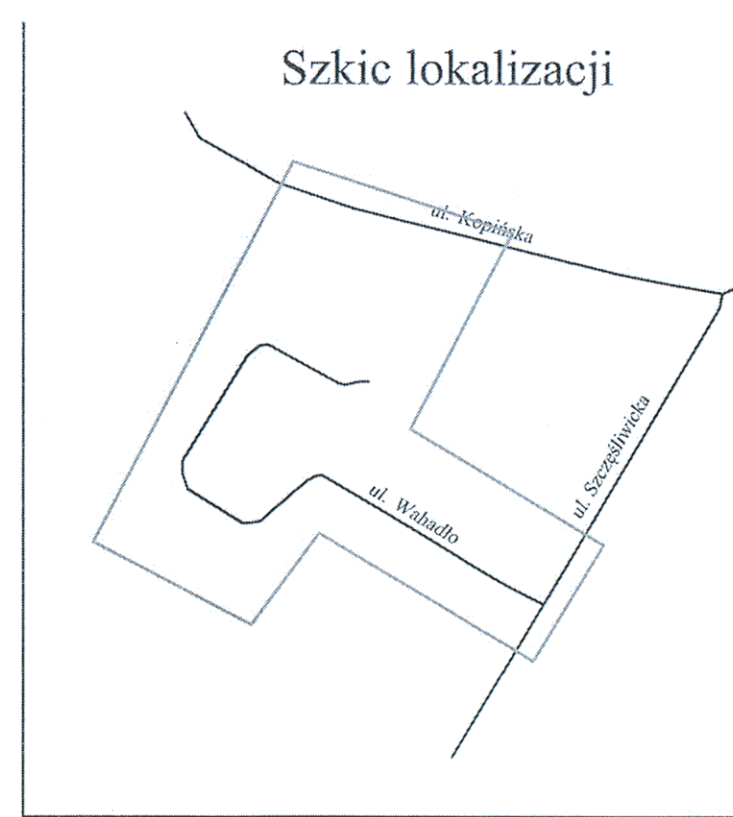 Szkic lokalizacji
ul. Kopińska
ul. Szczęśliwicka
ul. Wahadło